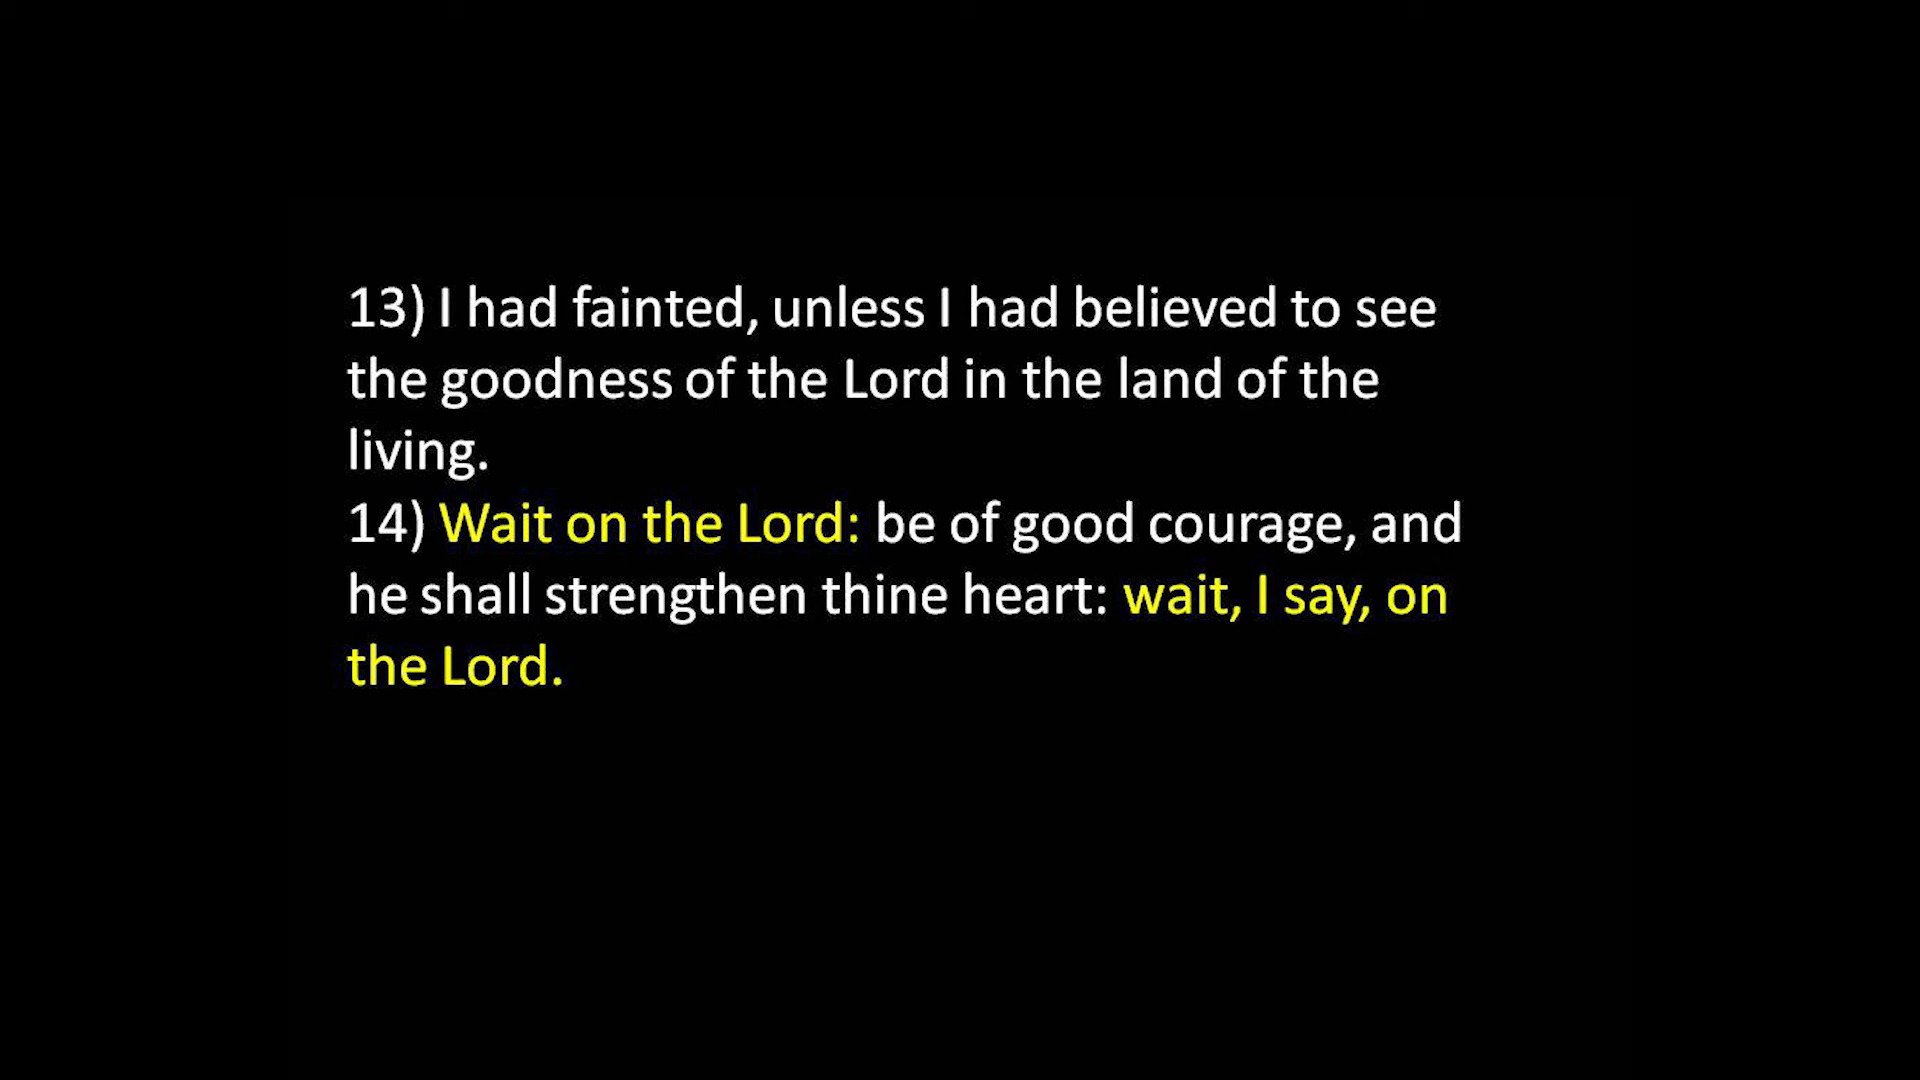 13) I had fainted, unless I had believed to see
the goodness of the Lord in the land of the
living.
14) Wait on the Lord: be of good courage, and
he shall strengthen thine heart: wait, I say, on
the Lord.